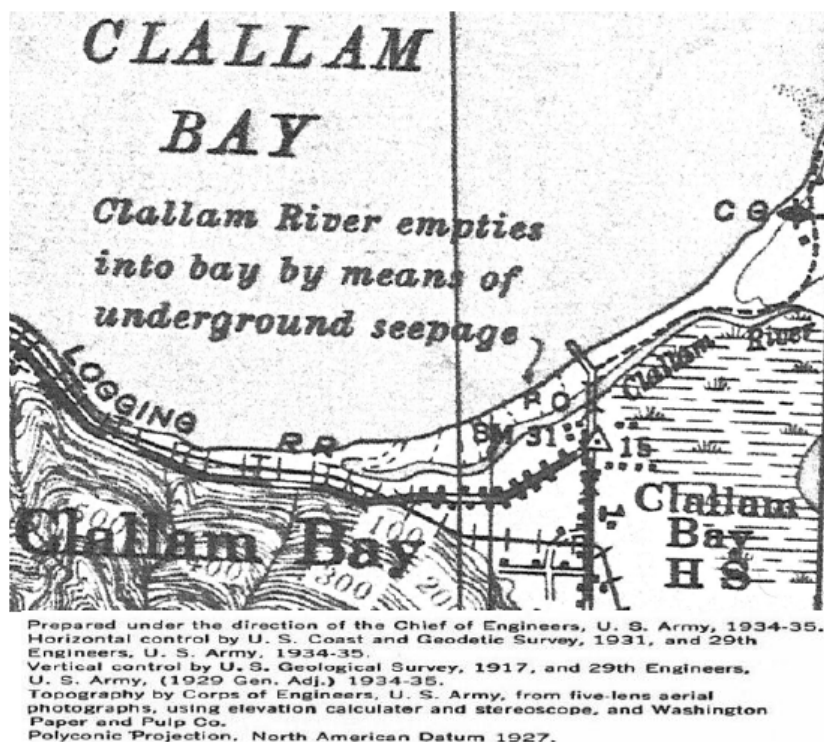 CLALLAM
BAY
Clallam River empties
into bay by means of
underground seepage
C G
Clallam River
LOGGING R R
P O
BM 31
15
Clallam
Bay
H S
Clallam Bay
400
300
100
Prepared under the direction of the Chief of Engineers, U. S. Army, 1934-35.
Horizontal control by U. S. Coast and Geodetic Survey, 1931, and 29th
Engineers, U. S. Army, 1934-35.
Vertical control by U. S. Geological Survey, 1917, and 29th Engineers,
U. S. Army, (1929 Gen. Adj.) 1934-35.
Topography by Corps of Engineers, U. S. Army, from five-lens aerial
photographs, using elevation calculator and stereoscope, and Washington
Paper and Pulp Co.
Polyconic Projection, North American Datum 1927.